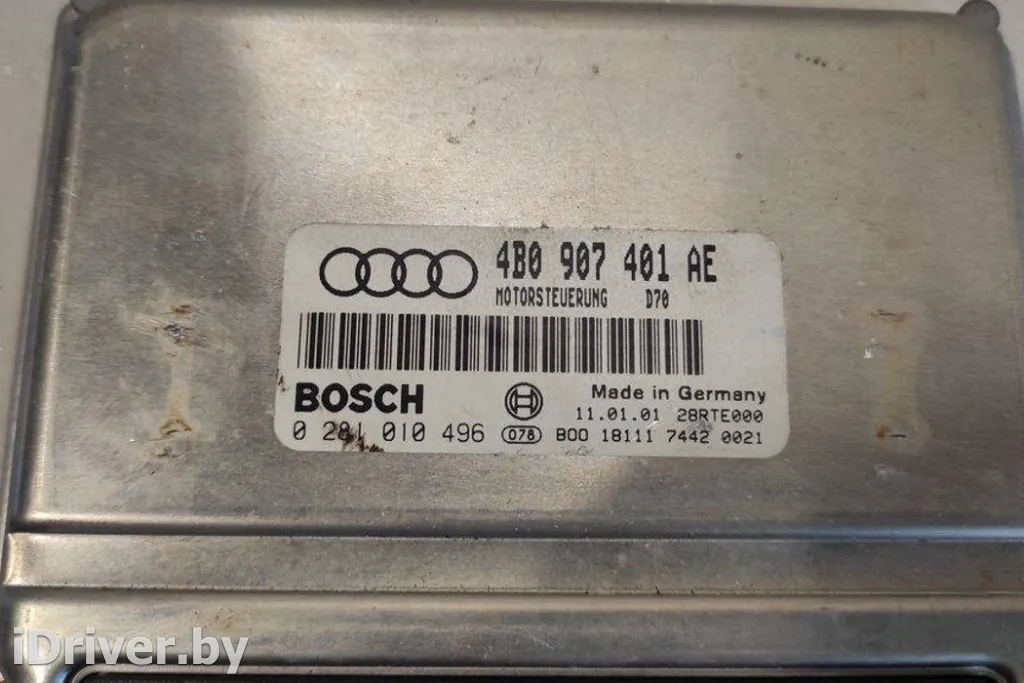 4B0 907 401 AE
MOTORSTEUERUNG D70
BOSCH
Made in Germany
11.01.01 28RTE000
0 281 010 496 078 B00 18111 7442 0021
iDriver.by